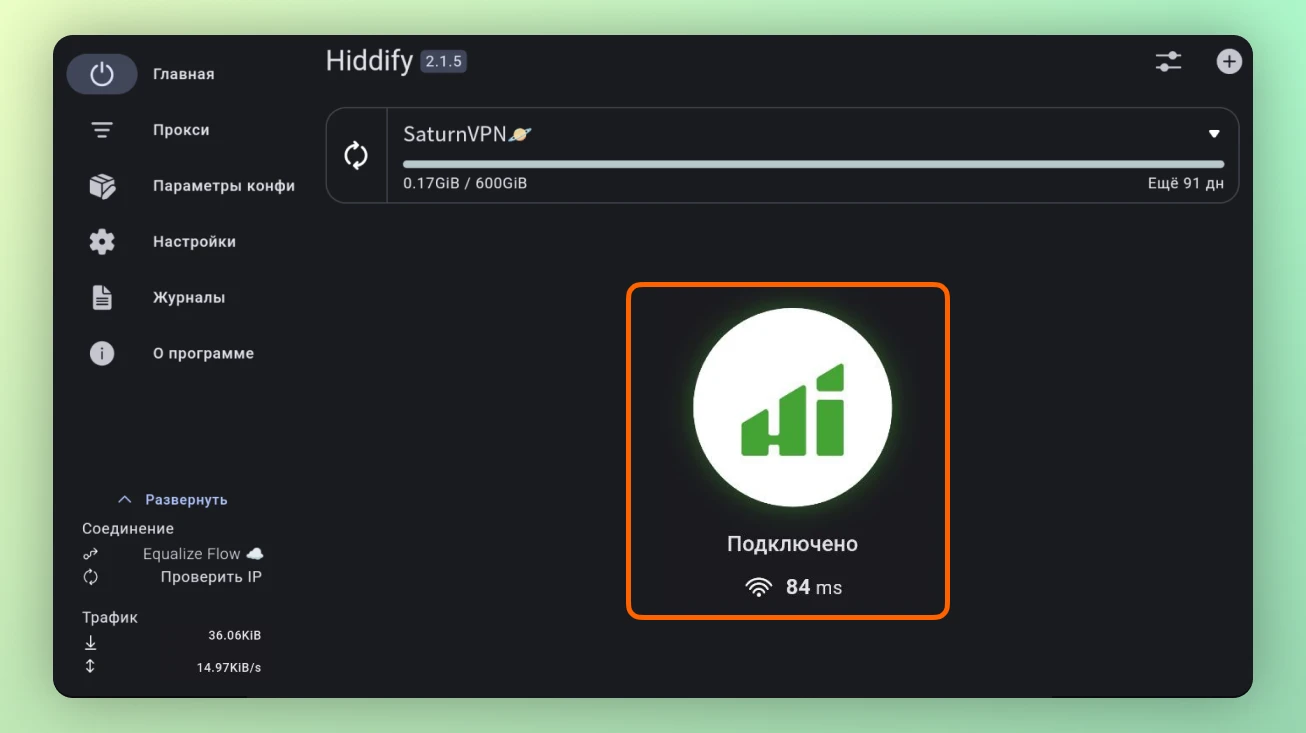 Главная
Прокси
Параметры конфи
Настройки
Журналы
О программе
Развернуть
Соединение
Equalize Flow ☁️
Проверить IP
Трафик
36.06KiB
14.97KiB/s
Hiddify 2.1.5
SaturnVPN🪐
0.17GiB / 600GiB Ещё 91 дн
Hi
Подключено
84 ms